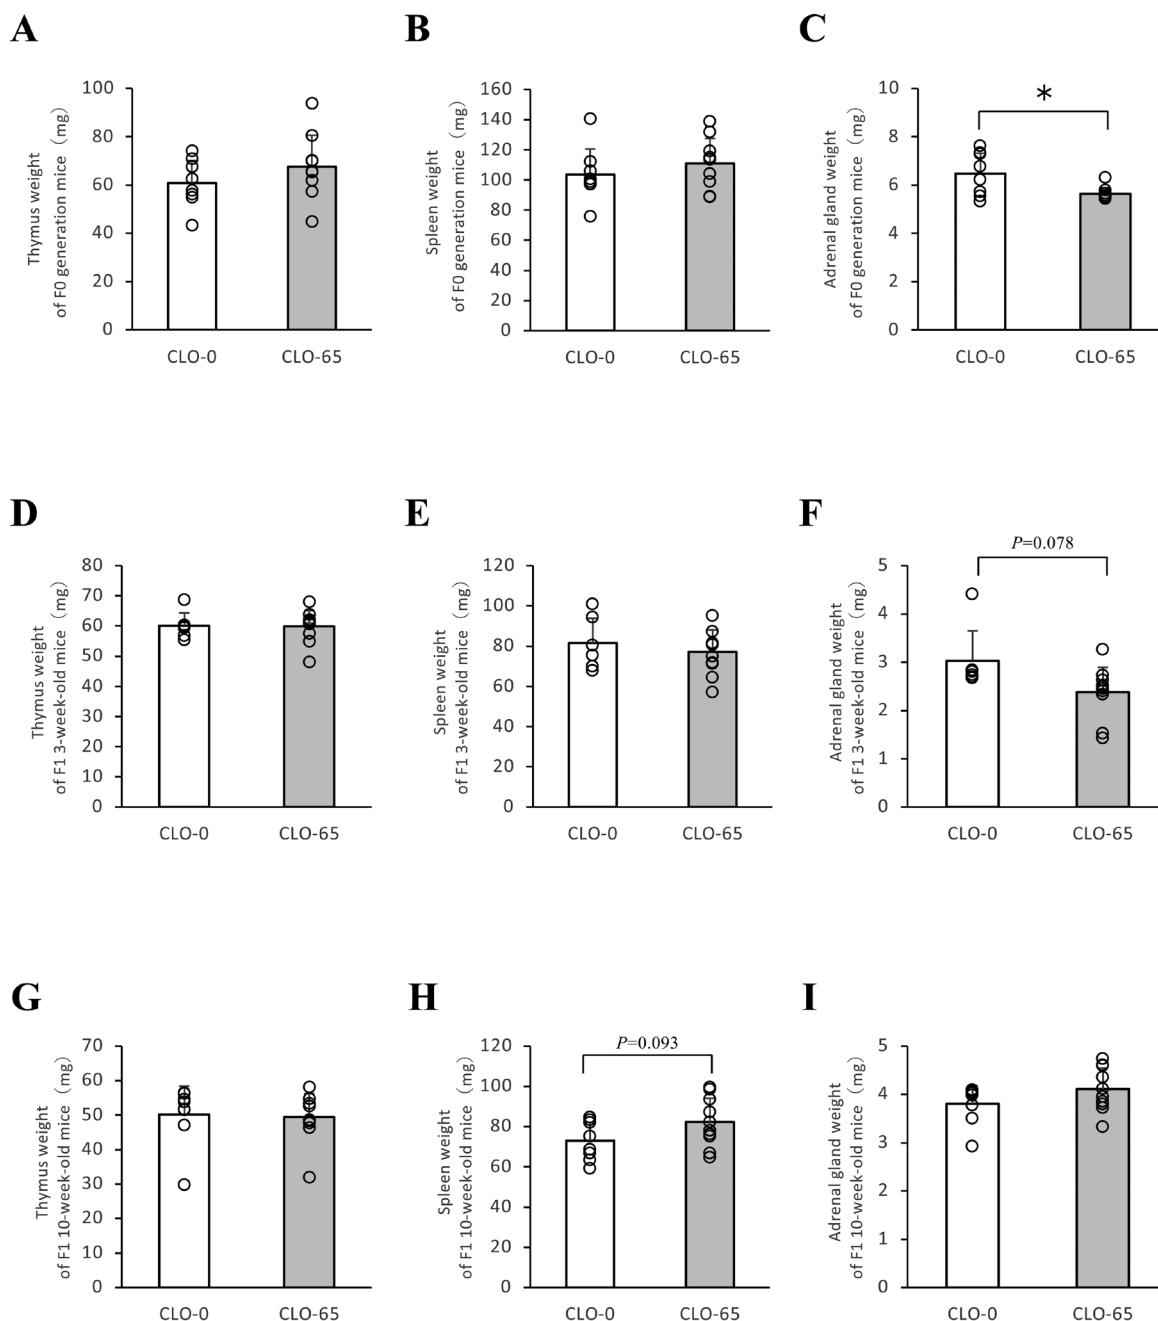 A
B
C
Thymus weight
of F0 generation mice (mg)
100
80
60
40
20
0
CLO-0 CLO-65
Spleen weight
of F0 generation mice (mg)
160
140
120
100
80
60
40
20
0
CLO-0 CLO-65
Adrenal gland weight
of F0 generation mice (mg)
10
8
6
4
2
0
*
CLO-0 CLO-65
D
E
F
Thymus weight
of F1 3-week-old mice (mg)
80
70
60
50
40
30
20
10
0
CLO-0 CLO-65
Spleen weight
of F1 3-week-old mice (mg)
120
100
80
60
40
20
0
CLO-0 CLO-65
Adrenal gland weight
of F1 3-week-old mice (mg)
5
4
3
2
1
0
P=0.078
CLO-0 CLO-65
G
H
I
Thymus weight
of F1 10-week-old mice (mg)
70
60
50
40
30
20
10
0
CLO-0 CLO-65
Spleen weight
of F1 10-week-old mice (mg)
120
100
80
60
40
20
0
P=0.093
CLO-0 CLO-65
Adrenal gland weight
of F1 10-week-old mice (mg)
5
4
3
2
1
0
CLO-0 CLO-65